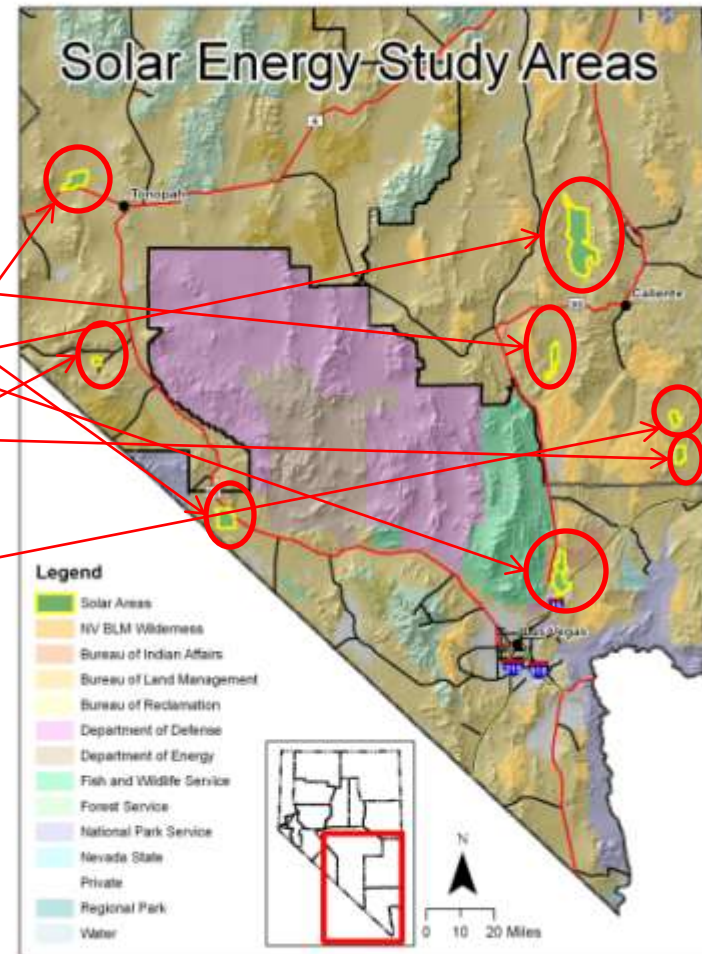 Solar Energy Study Areas
6
Tonopah
93
Caliente
Las Vegas
Legend
Solar Areas
NV BLM Wilderness
Bureau of Indian Affairs
Bureau of Land Management
Bureau of Reclamation
Department of Defense
Department of Energy
Fish and Wildlife Service
Forest Service
National Park Service
Nevada State
Private
Regional Park
Water
N
0 10 20 Miles